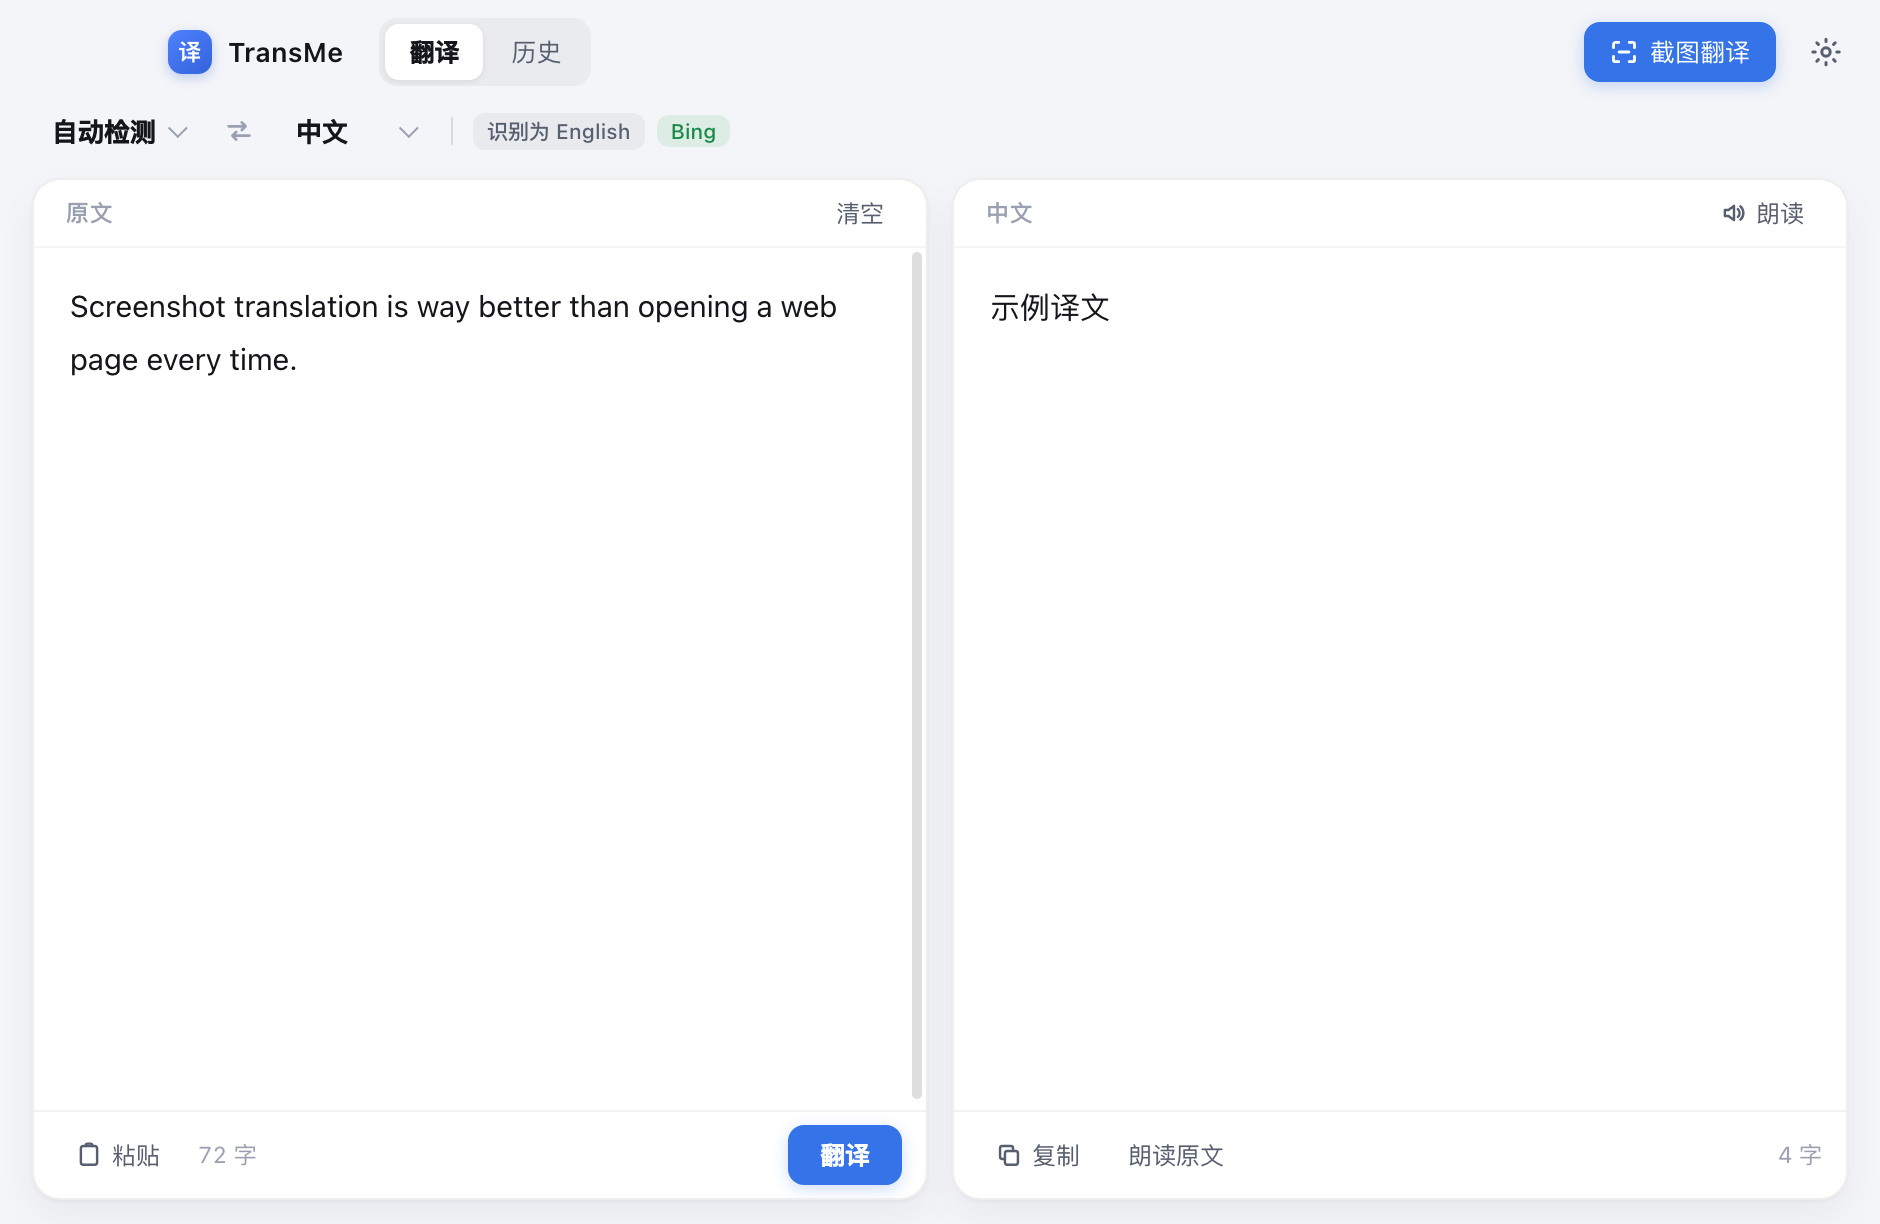 译 TransMe 翻译 历史 截图翻译
自动检测 中文 识别为 English Bing
原文 清空
Screenshot translation is way better than opening a web
page every time.
粘贴 72 字 翻译
中文 朗读
示例译文
复制 朗读原文 4 字